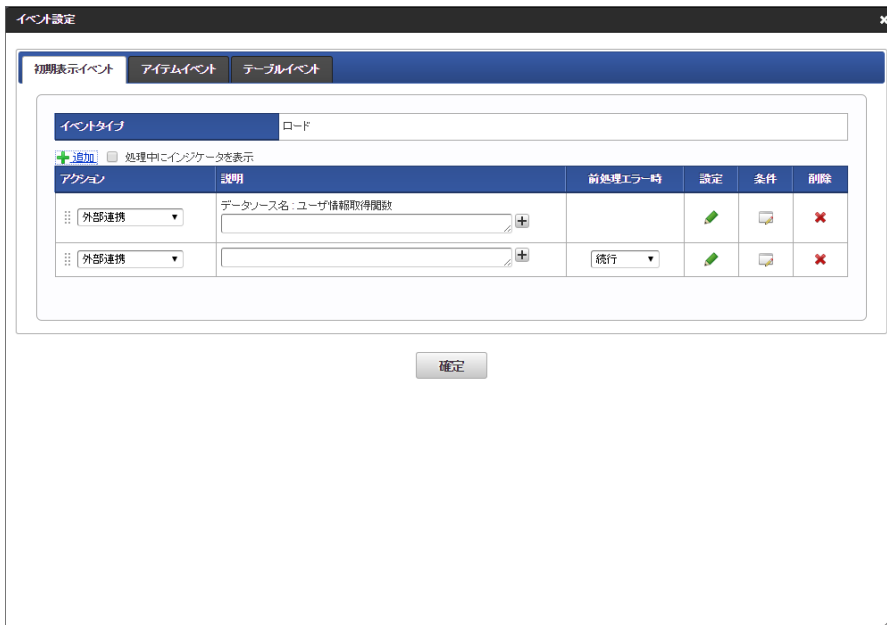 イベント設定
初期表示イベント アイテムイベント テーブルイベント
イベントタイプ ロード
追加 処理中にインジケータを表示
アクション 説明 前処理エラー時 設定 条件 削除
データソース名 : ユーザ情報取得関数
外部連携
外部連携 続行
確定